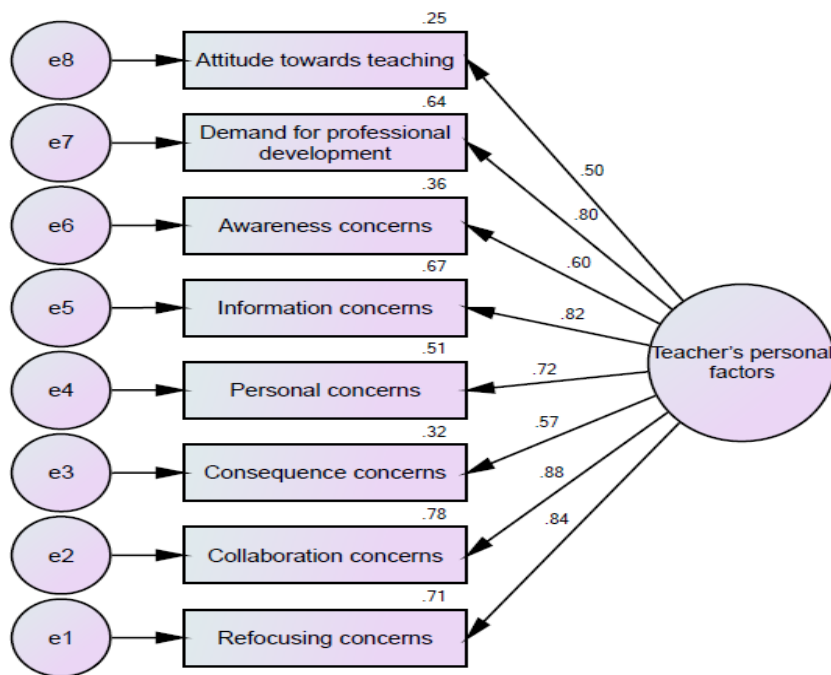 .25
e8
Attitude towards teaching
.64
e7
Demand for professional
development
.50
.36
.80
e6
Awareness concerns
.60
.67
e5
Information concerns
.82
Teacher's personal
factors
.51
e4
Personal concerns
.72
.32
.57
e3
Consequence concerns
.88
.78
e2
Collaboration concerns
.84
.71
e1
Refocusing concerns